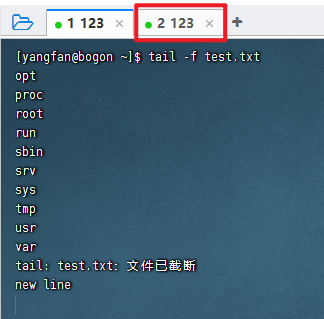 1 123 × 2 123 × +
[yangfan@bogon ~]$ tail -f test.txt
opt
proc
root
run
sbin
srv
sys
tmp
usr
var
tail: test.txt: 文件已截断
new line